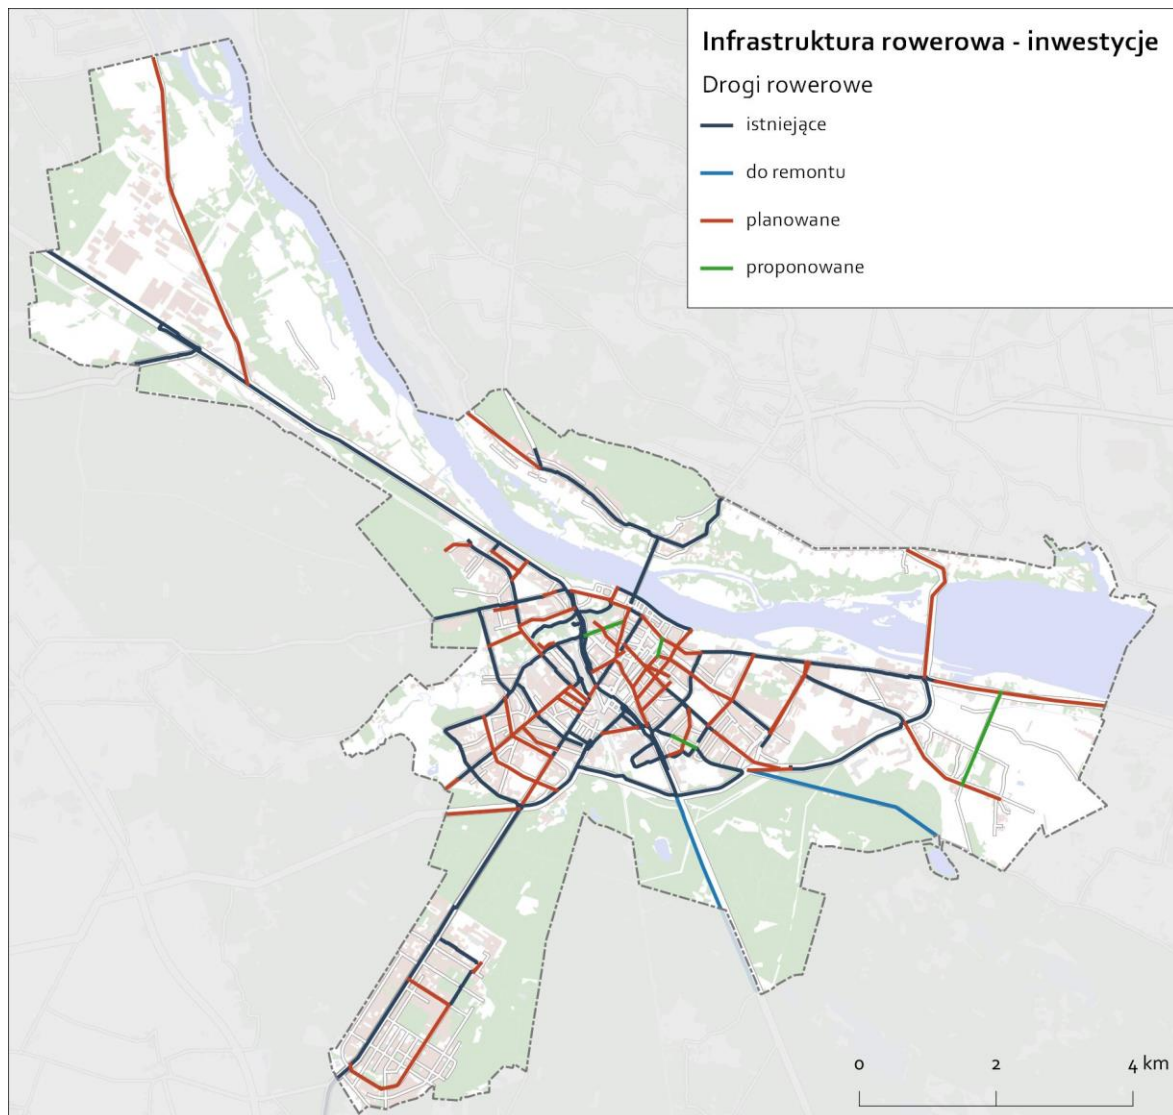 Infrastruktura rowerowa - inwestycje
Drogi rowerowe
istniejące
do remontu
planowane
proponowane
0 2 4 km